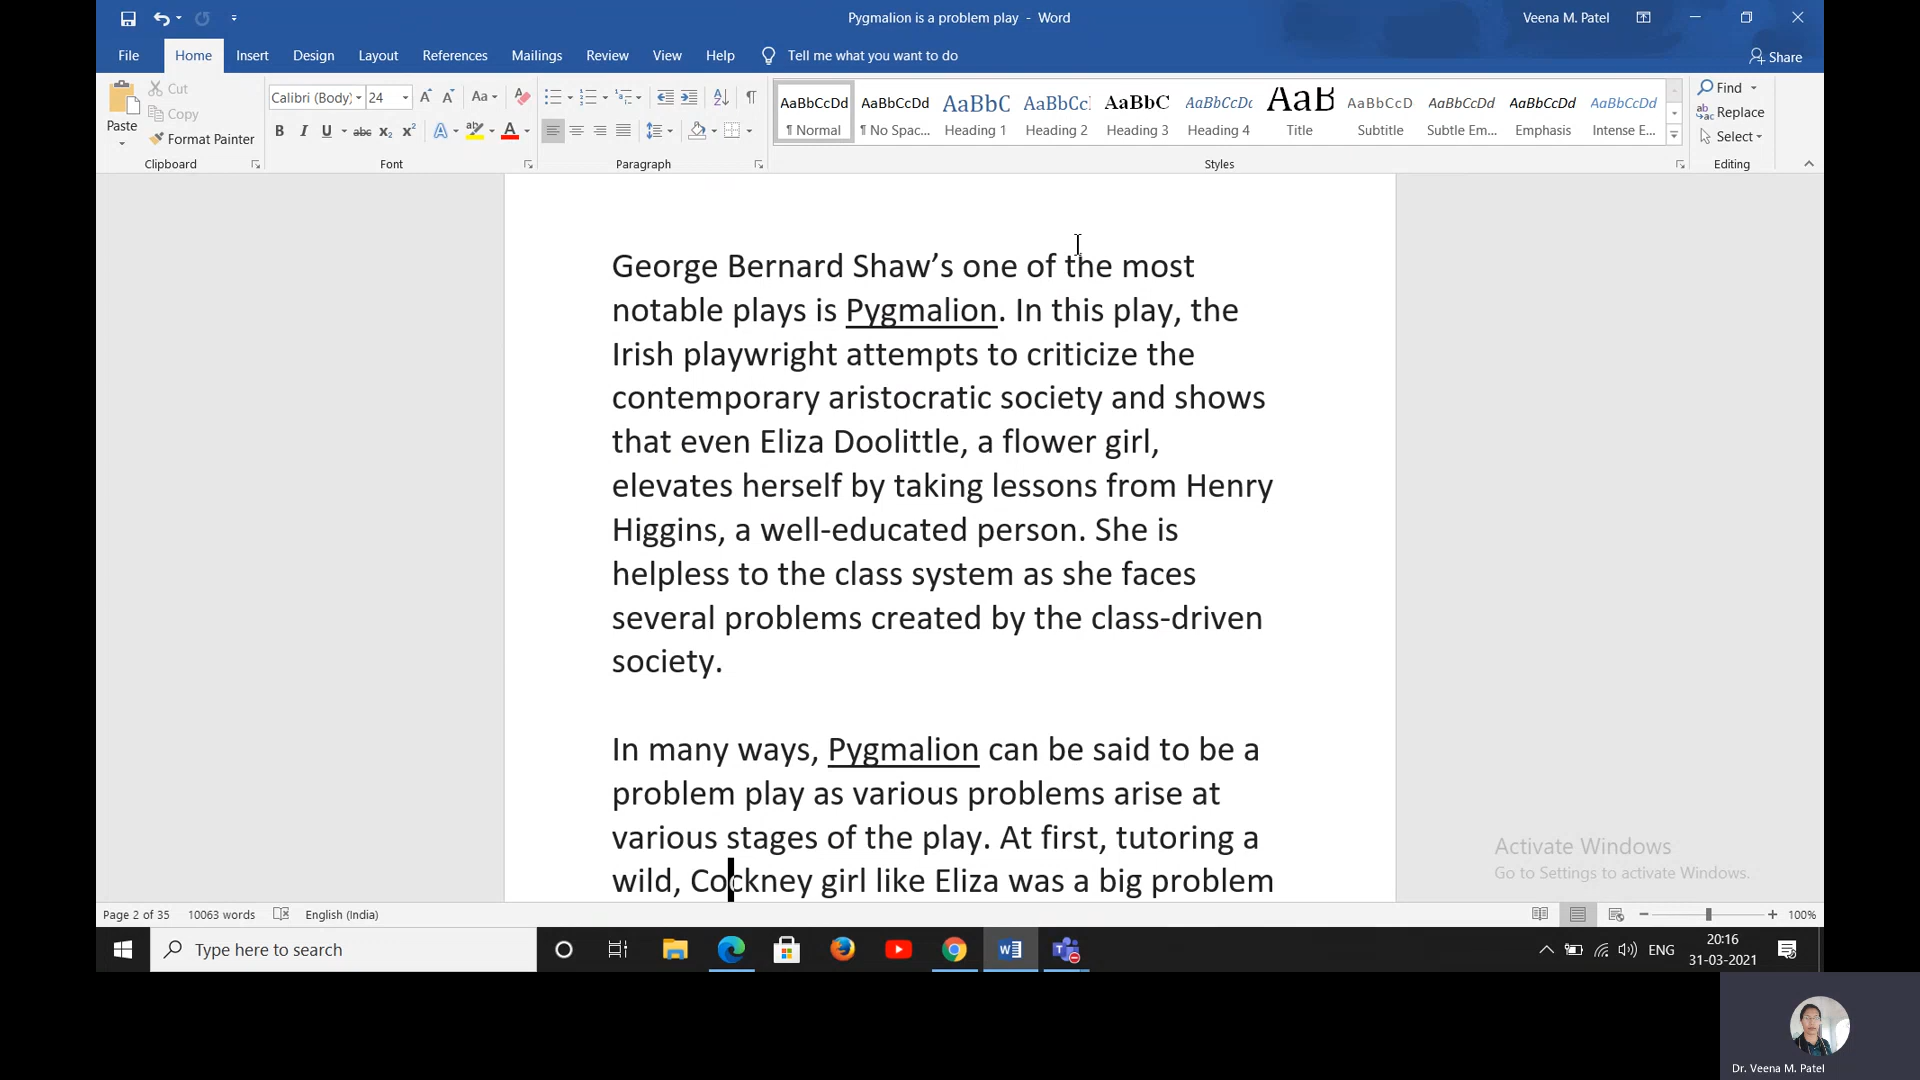 Pygmalion is a problem play - Word
Veena M. Patel
File Home Insert Design Layout References Mailings Review View Help Tell me what you want to do
Share
Paste
Cut
Copy
Format Painter
Clipboard
Calibri (Body) 24
Aa
B I U abc x₂ x² A A
Font
Paragraph
AaBbCcDd AaBbCcDd AaBbC AaBbCc AaBbC AaBbCcDc AaB AaBbCcD AaBbCcDd AaBbCcDd AaBbCcDd
¶ Normal ¶ No Spac... Heading 1 Heading 2 Heading 3 Heading 4 Title Subtitle Subtle Em... Emphasis Intense E...
Styles
Find
Replace
Select
Editing
George Bernard Shaw’s one of the most
notable plays is Pygmalion. In this play, the
Irish playwright attempts to criticize the
contemporary aristocratic society and shows
that even Eliza Doolittle, a flower girl,
elevates herself by taking lessons from Henry
Higgins, a well-educated person. She is
helpless to the class system as she faces
several problems created by the class-driven
society.
In many ways, Pygmalion can be said to be a
problem play as various problems arise at
various stages of the play. At first, tutoring a
wild, Cockney girl like Eliza was a big problem
Activate Windows
Go to Settings to activate Windows.
Page 2 of 35 10063 words English (India)
100%
Type here to search
ENG
20:16
31-03-2021
Dr. Veena M. Patel